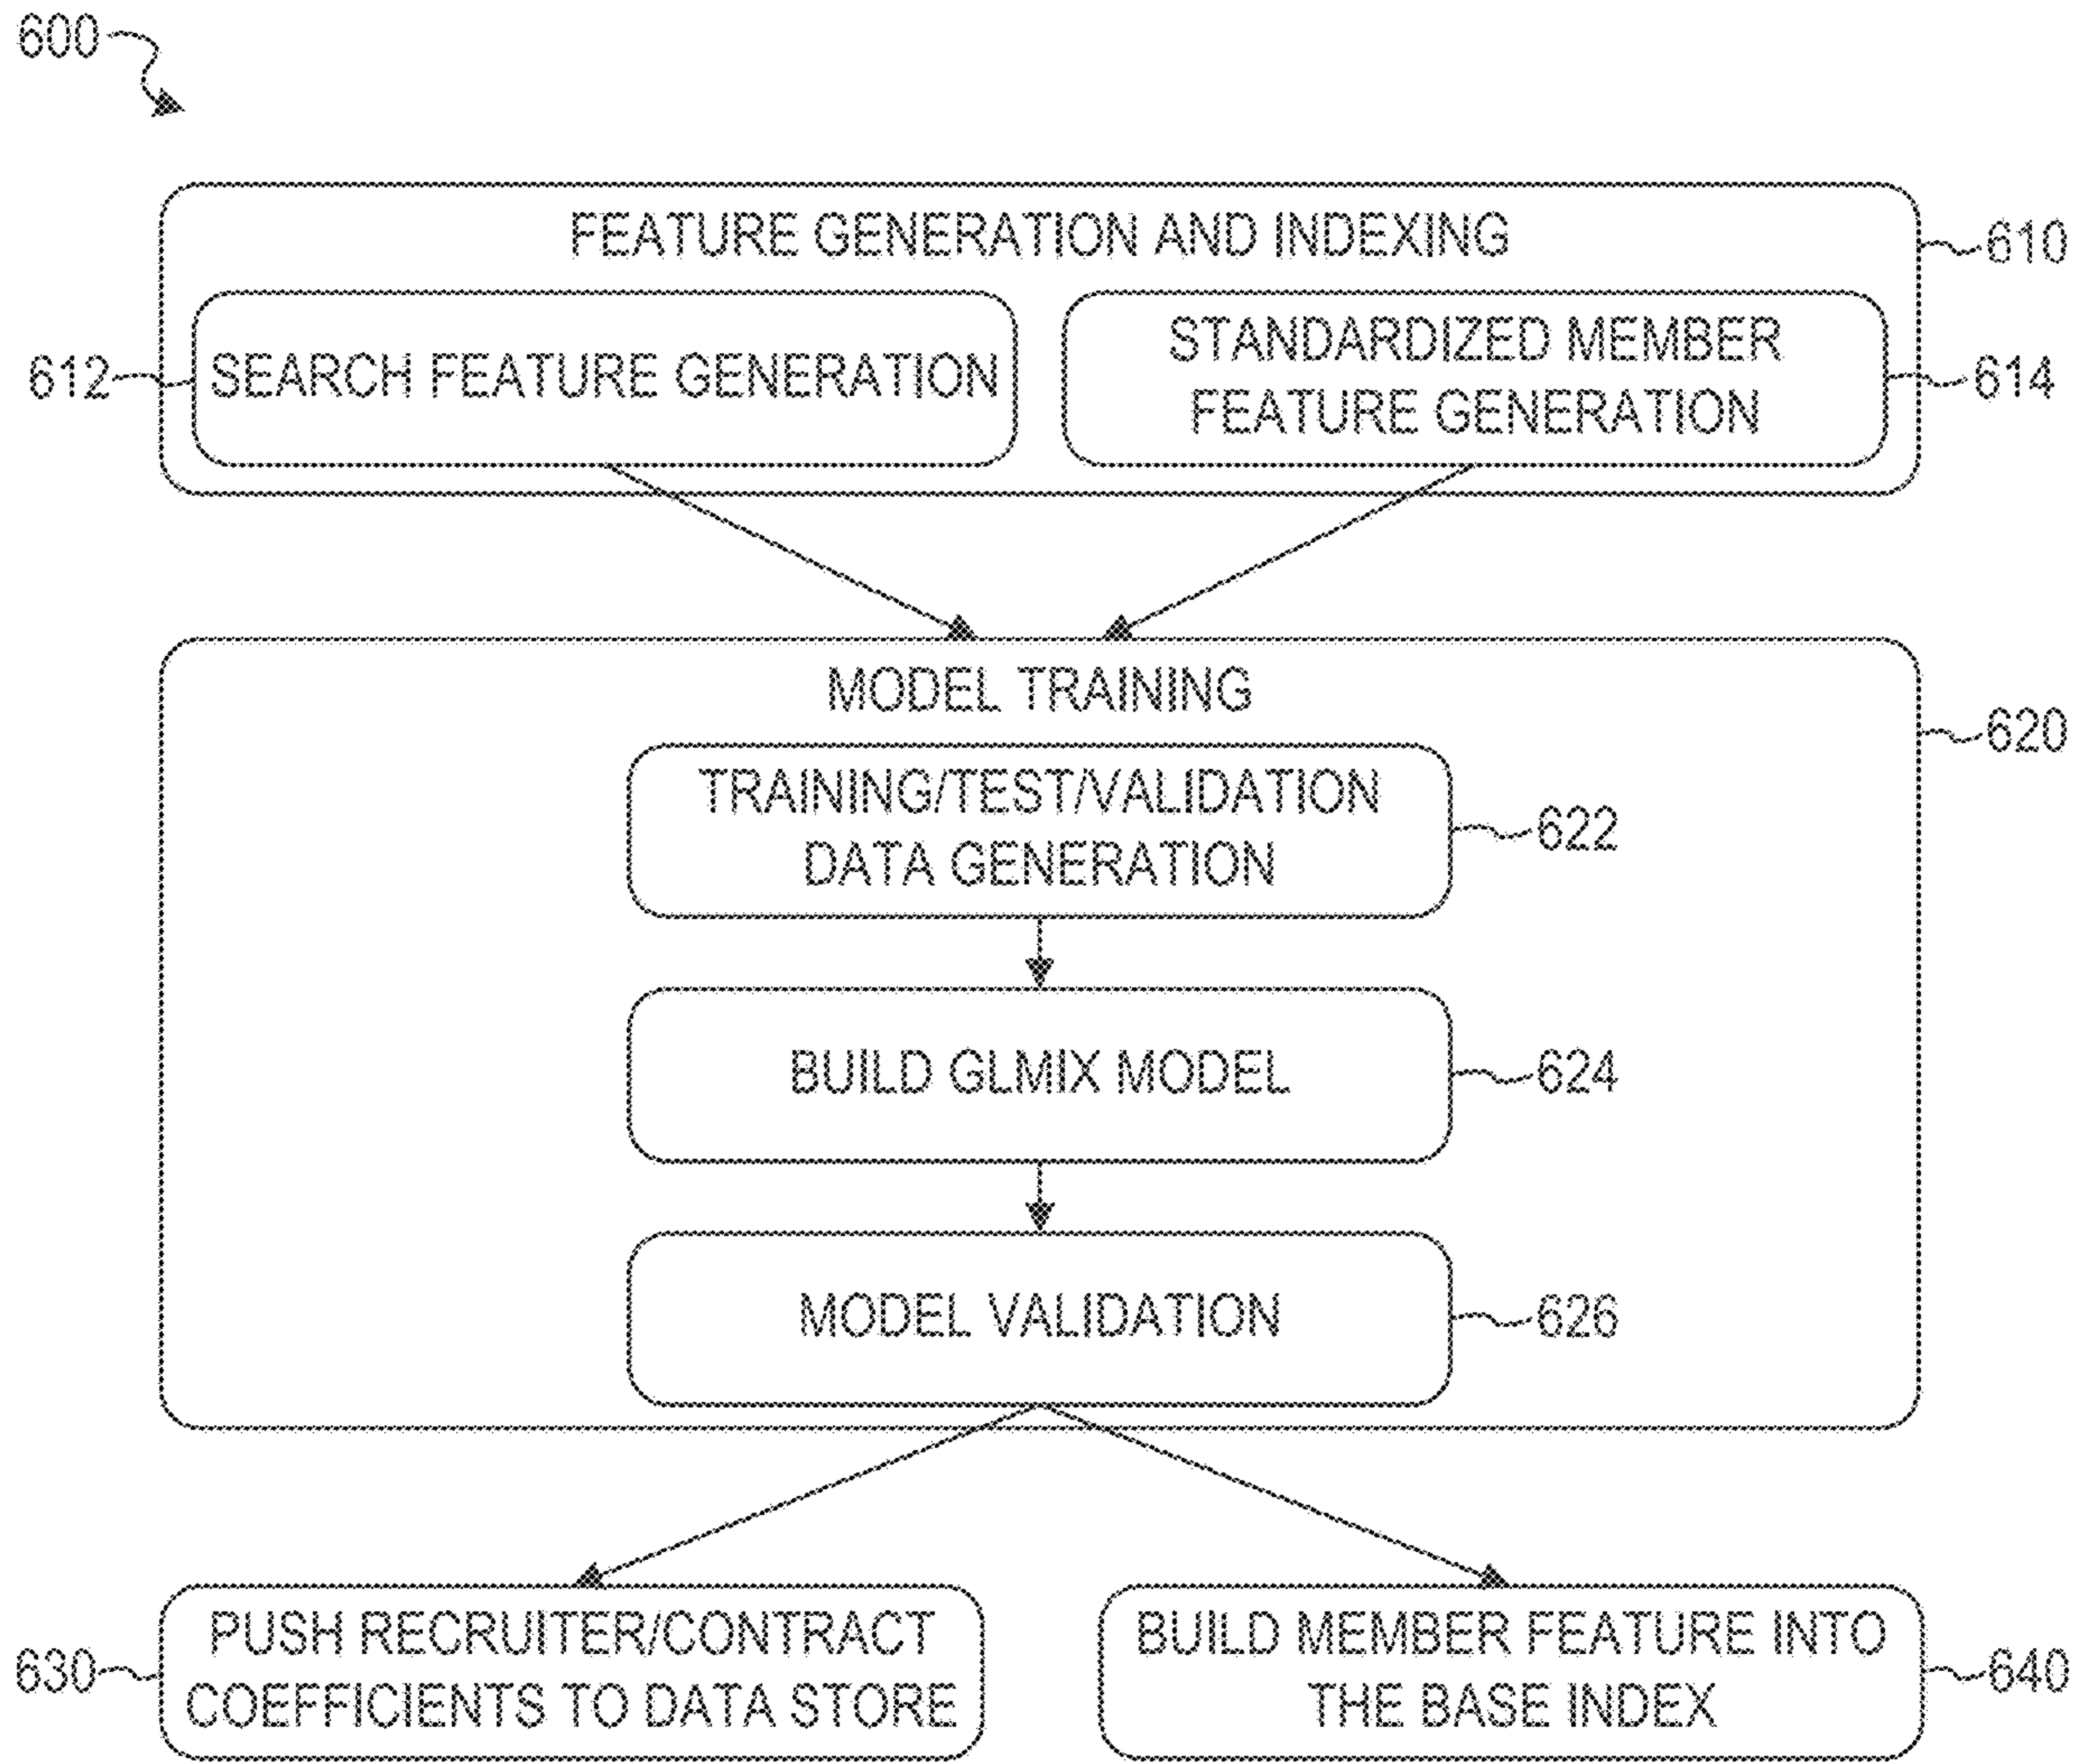 600
FEATURE GENERATION AND INDEXING
610
612
SEARCH FEATURE GENERATION
STANDARDIZED MEMBER
FEATURE GENERATION
614
MODEL TRAINING
620
TRAINING/TEST/VALIDATION
DATA GENERATION
622
BUILD GLMIX MODEL
624
MODEL VALIDATION
626
630
PUSH RECRUITER/CONTRACT
COEFFICIENTS TO DATA STORE
BUILD MEMBER FEATURE INTO
THE BASE INDEX
640